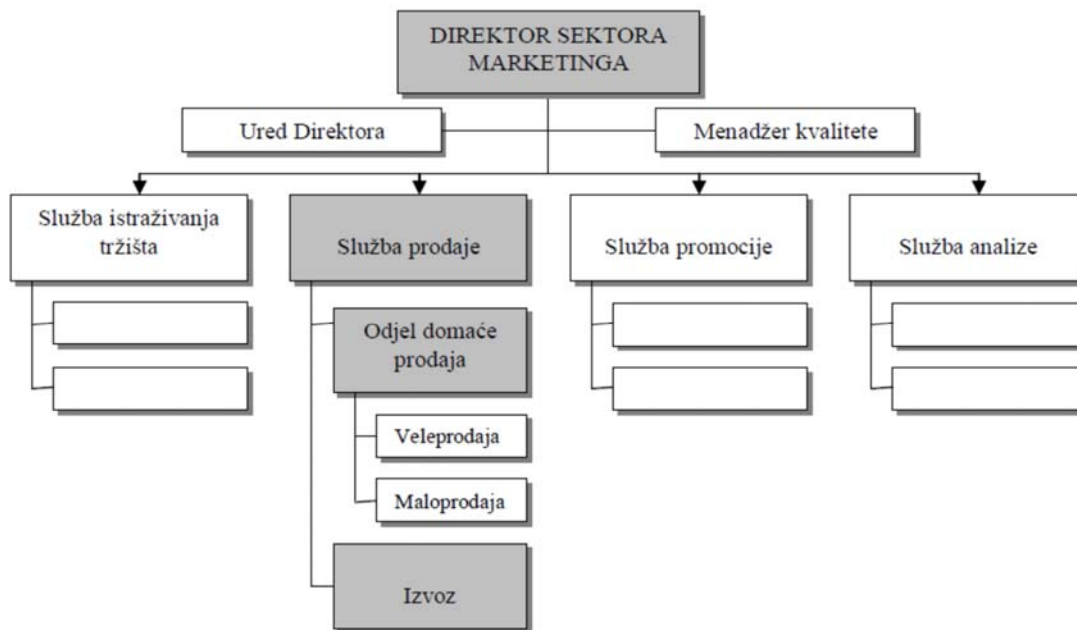 DIREKTOR SEKTORA
MARKETINGA
Ured Direktora
Menadžer kvalitete
Služba istraživanja
tržišta
Služba prodaje
Služba promocije
Služba analize
Odjel domaće
prodaja
Veleprodaja
Maloprodaja
Izvoz